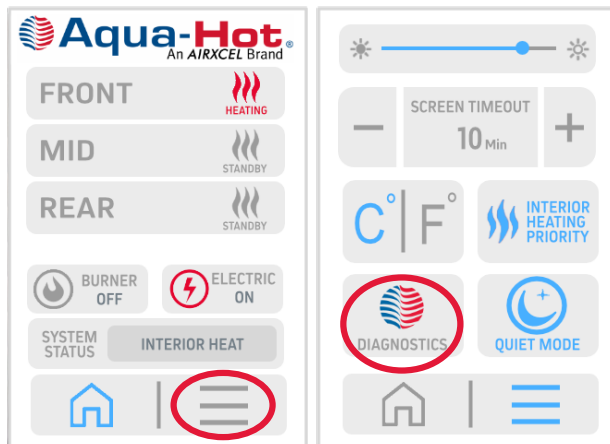 Aqua-Hot®
An AIRXCEL Brand
FRONT
HEATING
MID
STANDBY
REAR
STANDBY
BURNER
OFF
ELECTRIC
ON
SYSTEM
STATUS
INTERIOR HEAT
SCREEN TIMEOUT
10 Min
C° F°
INTERIOR
HEATING
PRIORITY
DIAGNOSTICS
QUIET MODE